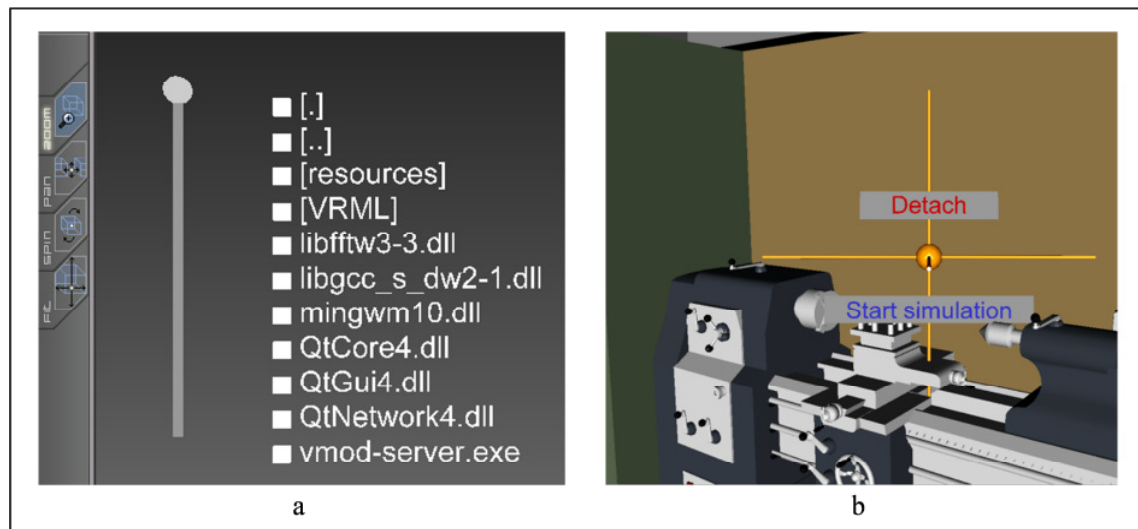 ZOOM
PAN
SPIN
FIT
[.]
[..]
[resources]
[VRML]
libfftw3-3.dll
libgcc_s_dw2-1.dll
mingwm10.dll
QtCore4.dll
QtGui4.dll
QtNetwork4.dll
vmod-server.exe
Detach
Start simulation
a
b